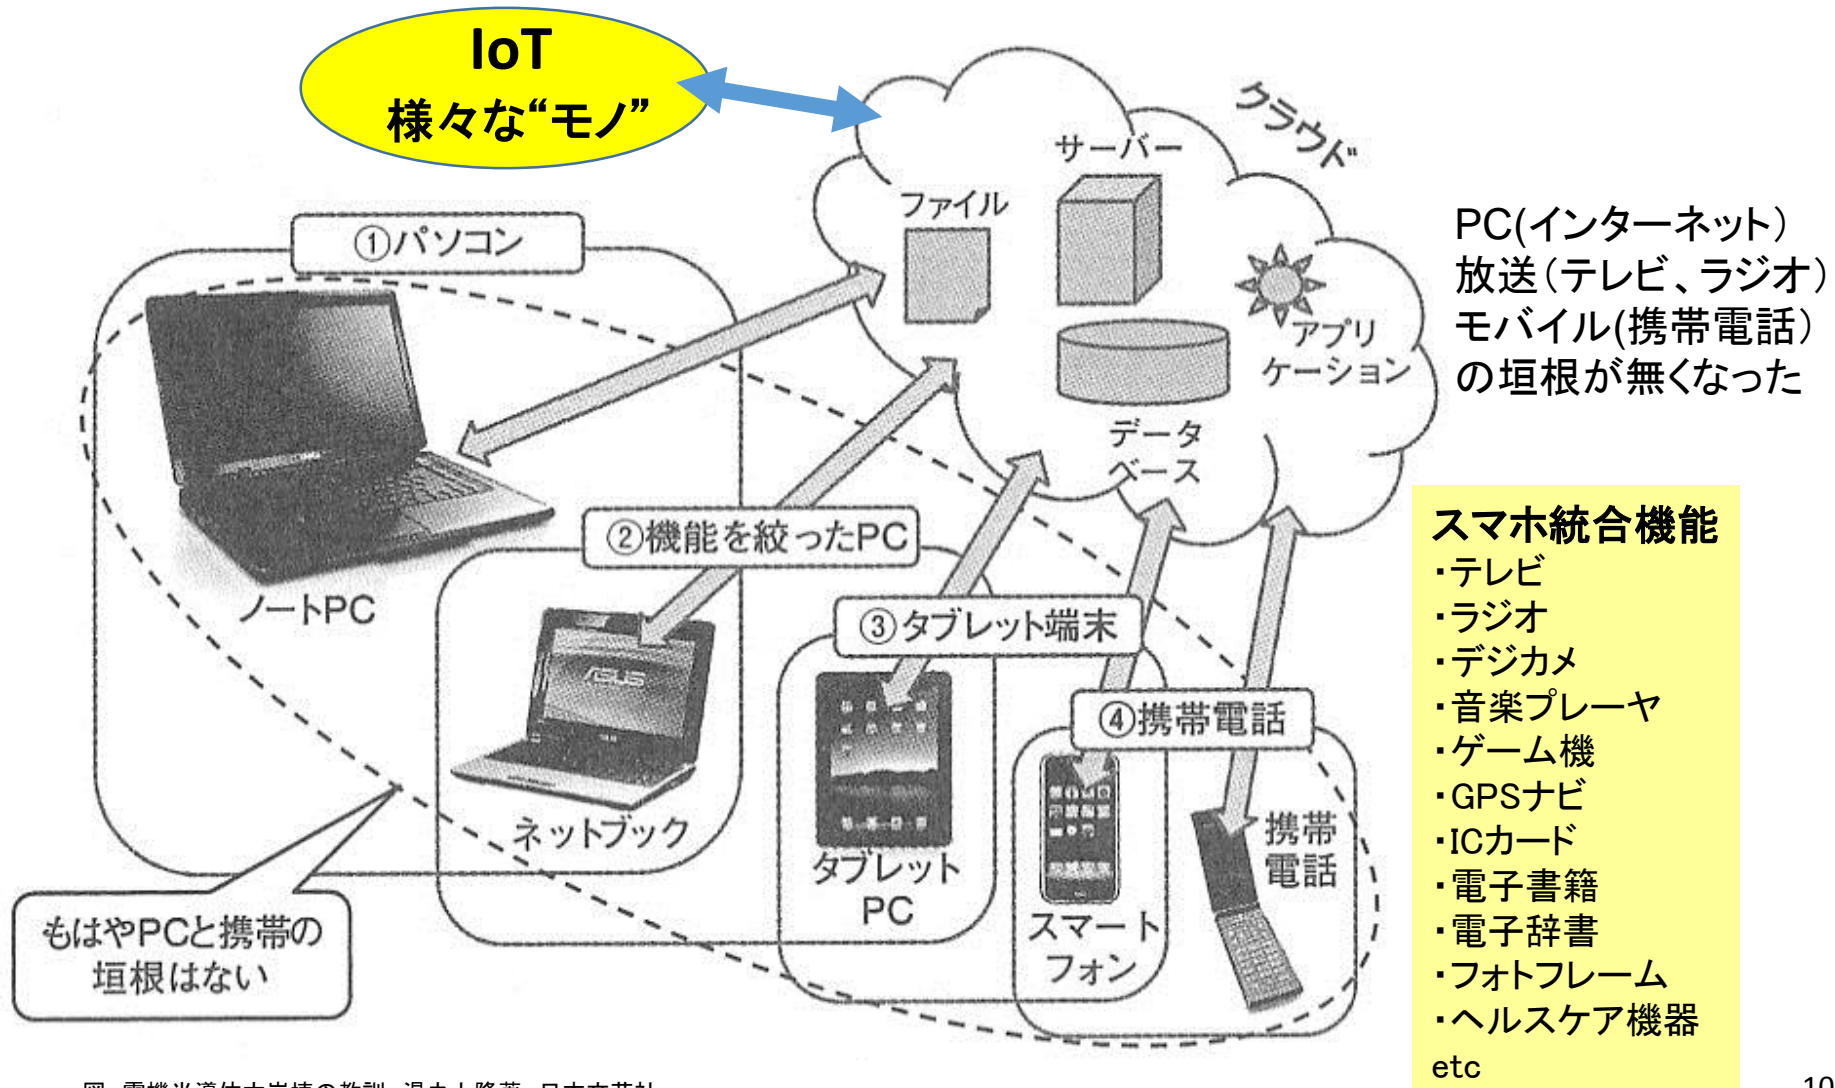 IoT
様々な“モノ”
クラウド
サーバー
ファイル
アプリ
ケーション
データ
ベース
PC(インターネット）
放送（テレビ、ラジオ）
モバイル(携帯電話）
の垣根が無くなった
①パソコン
ノートPC
②機能を絞ったPC
ASUS
ネットブック
③タブレット端末
タブレット
PC
④携帯電話
スマート
フォン
携帯
電話
もはやPCと携帯の
垣根はない
スマホ統合機能
・テレビ
・ラジオ
・デジカメ
・音楽プレーヤ
・ゲーム機
・GPSナビ
・ICカード
・電子書籍
・電子辞書
・フォトフレーム
・ヘルスケア機器
etc